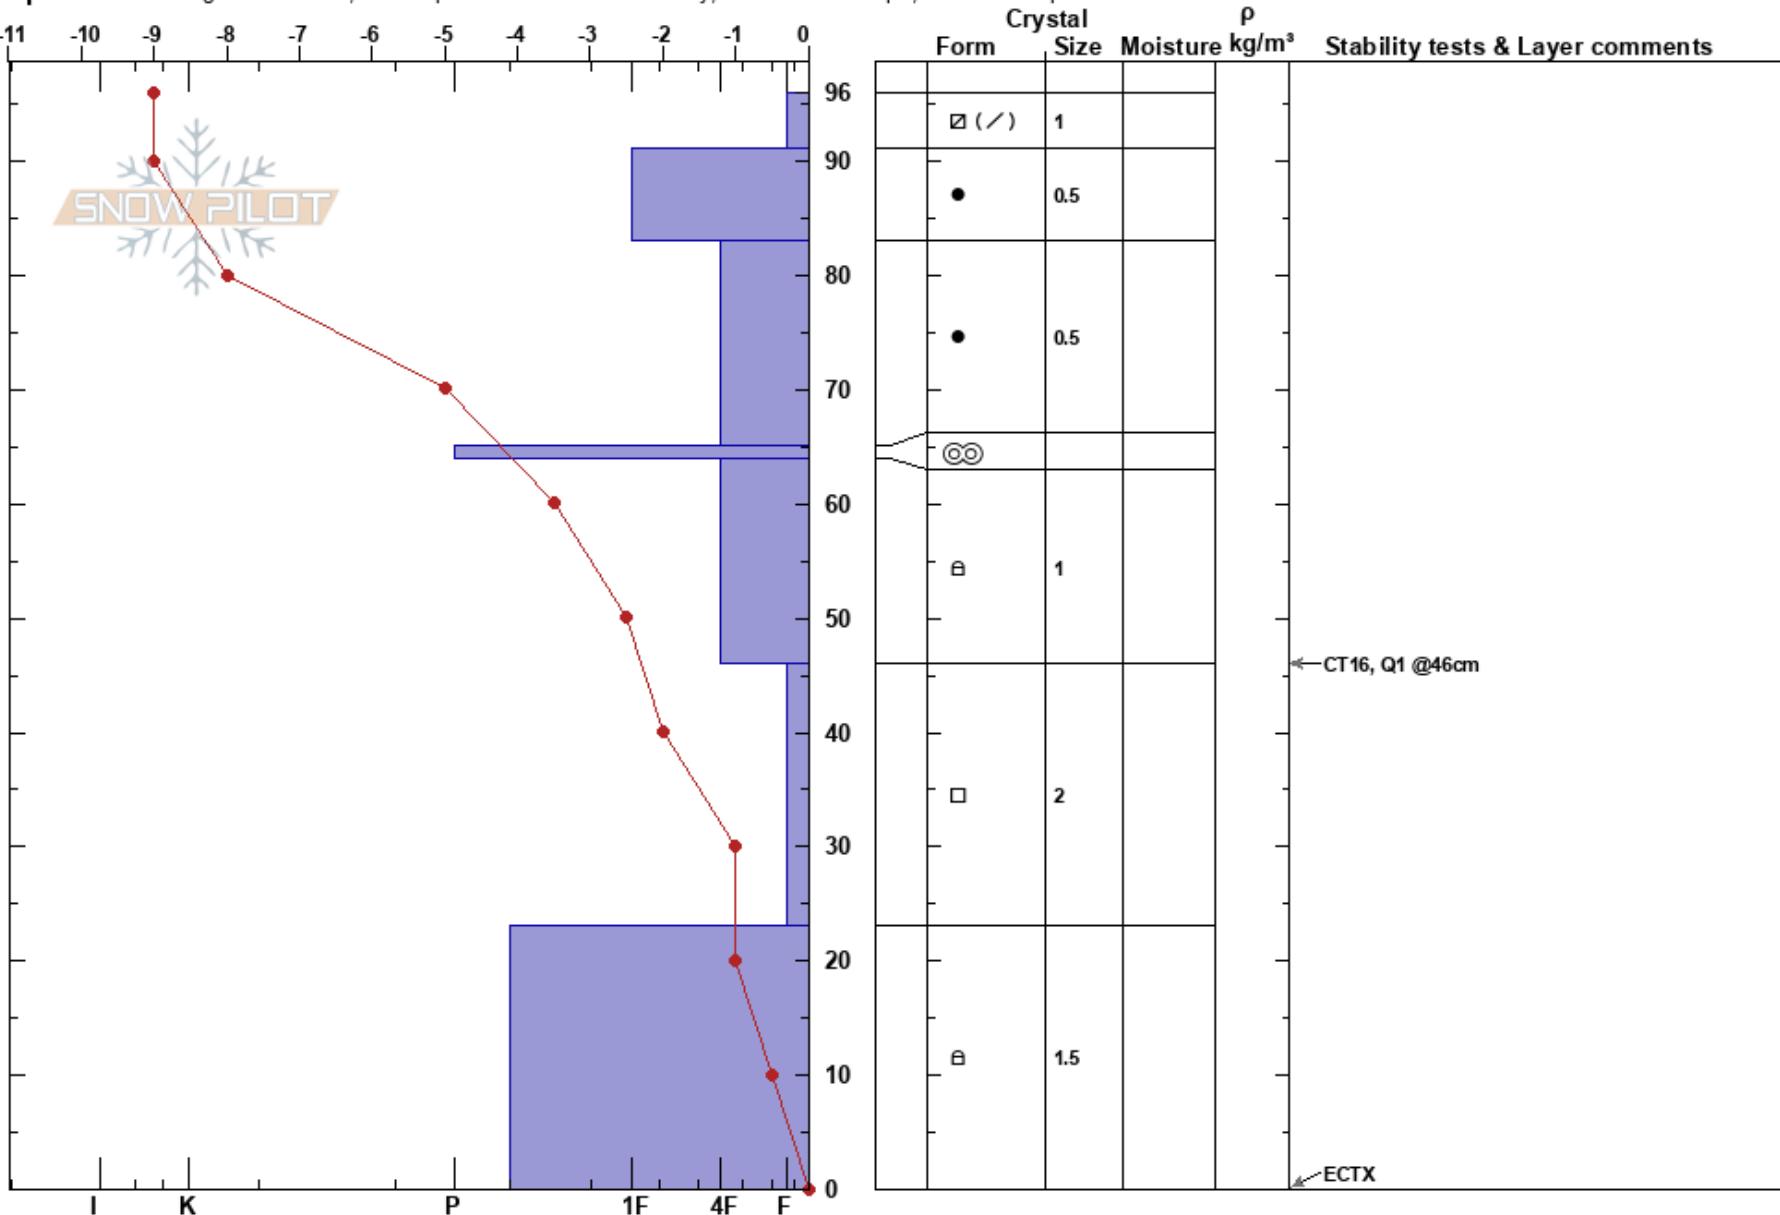 Crystal ρ
Form Size Moisture kg/m³ Stability tests & Layer comments
-11 -10 -9 -8 -7 -6 -5 -4 -3 -2 -1 0
96
1
SNOW PILOT
90
0.5
80
0.5
70
60
1
50
CT16, Q1 @46cm
40
2
30
20
1.5
10
ECTX
0
I K P 1F 4F F